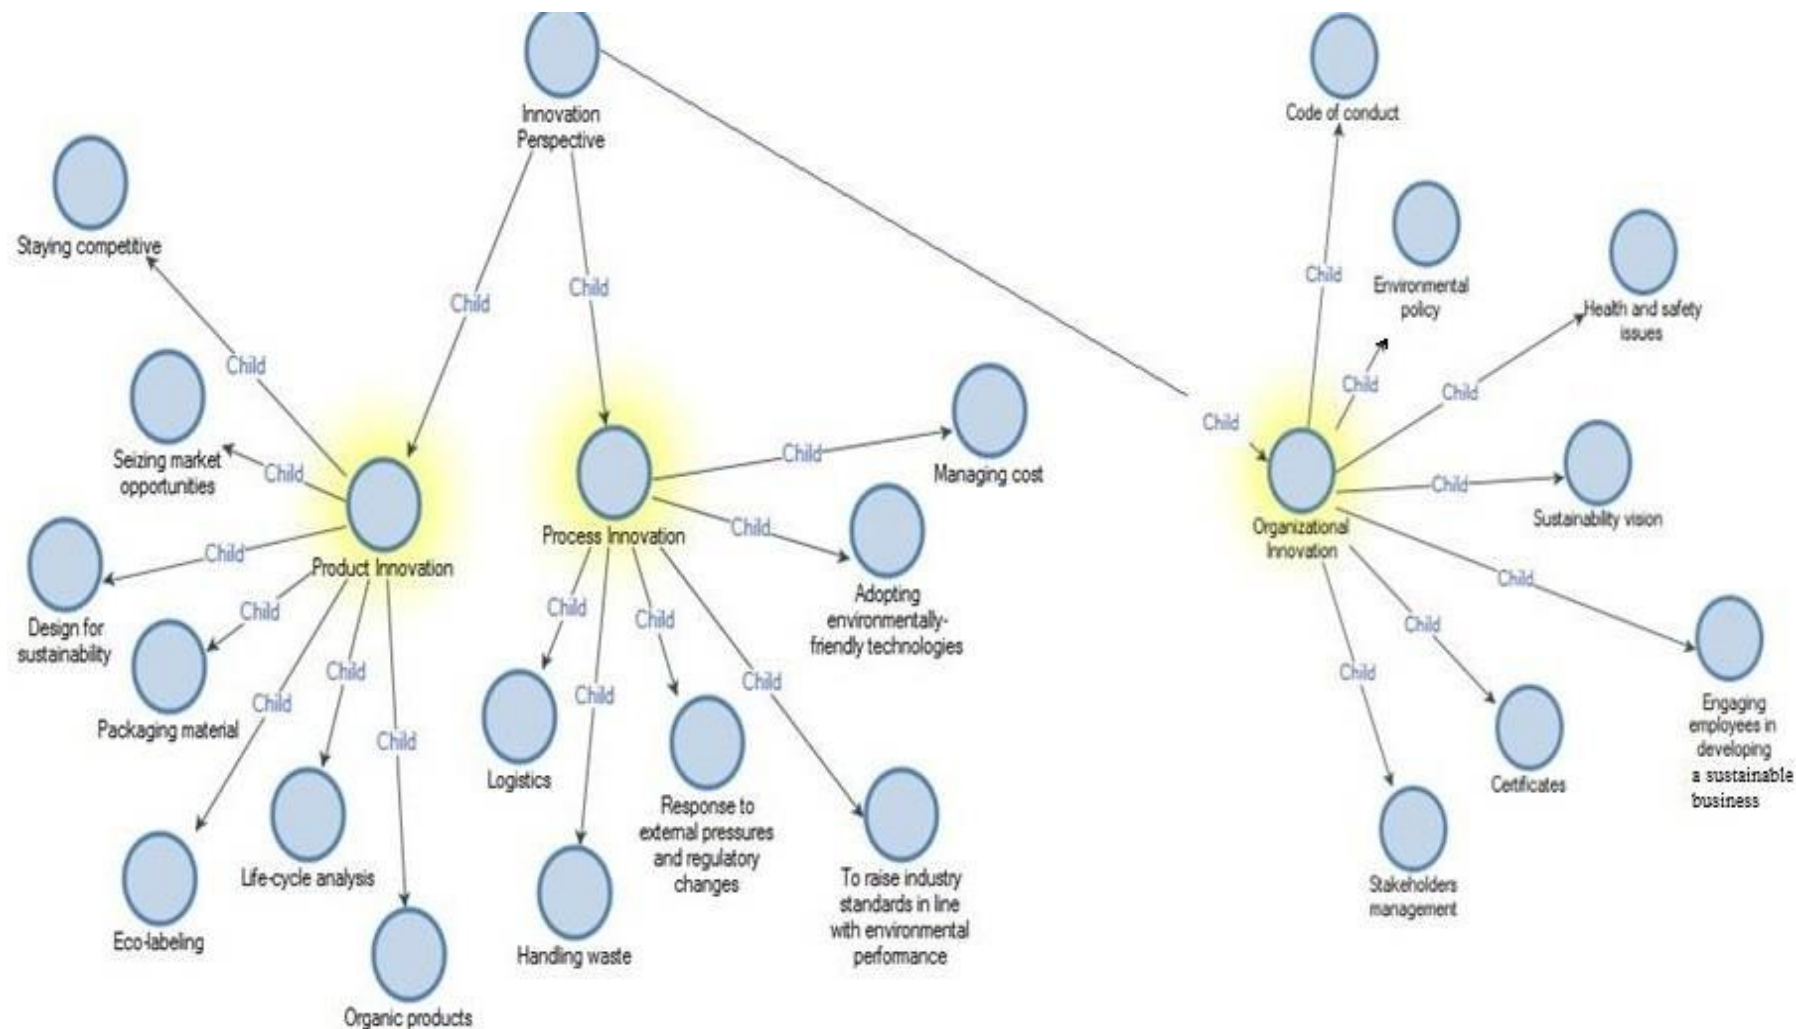 Innovation
Perspective
Code of conduct
Staying competitive
Environmental
policy
Health and safety
issues
Child
Child
Child
Child
Child
Child
Child
Seizing market
opportunities
Child
Child
Managing cost
Child
Child
Sustainability vision
Product Innovation
Process Innovation
Organizational
Innovation
Child
Child
Child
Design for
sustainability
Child
Packaging material
Child
Child
Child
Child
Child
Child
Child
Adopting
environmentally-
friendly technologies
Child
Child
Child
Logistics
Response to
external pressures
and regulatory
changes
Engaging
employees in
developing
a sustainable
business
Certificates
Eco-labeling
Life-cycle analysis
Handling waste
To raise industry
standards in line
with environmental
performance
Stakeholders
management
Organic products